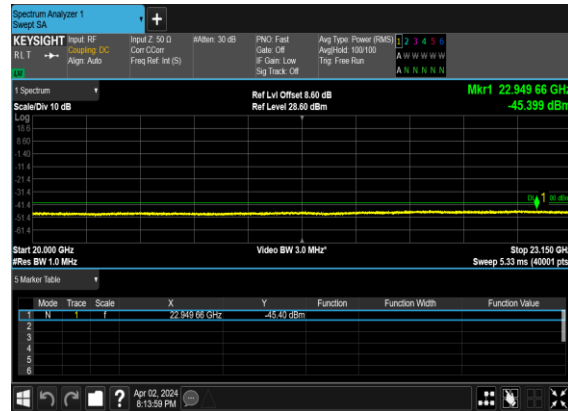 Spectrum Analyzer 1
Swept SA
+
KEYSIGHT Input: RF Input Z: 50 Ω #Atten: 30 dB PNO: Fast Avg Type: Power (RMS) 1 2 3 4 5 6
RLT Coupling: DC Corr CCorr Gate: Off Avg|Hold: 100/100 A W W W W W
Align: Auto Freq Ref: Int (S) IF Gain: Low Trig: Free Run
LW Sig Track: Off A N N N N N
1 Spectrum Ref Lvl Offset 8.60 dB Mkr1 22.949 66 GHz
Scale/Div 10 dB Ref Level 28.60 dBm -45.399 dBm
Log
18.6
8.60
-1.40
-11.4
-21.4
-31.4
-41.4
1
-51.4
-61.4
Start 20.000 GHz Video BW 3.0 MHz* Stop 23.150 GHz
#Res BW 1.0 MHz Sweep 5.33 ms (40001 pts)
5 Marker Table
Mode Trace Scale X Y Function Function Width Function Value
1 N 1 f 22.949 66 GHz -45.40 dBm
2
3
4
5
6
? Apr 02, 2024
8:13:59 PM